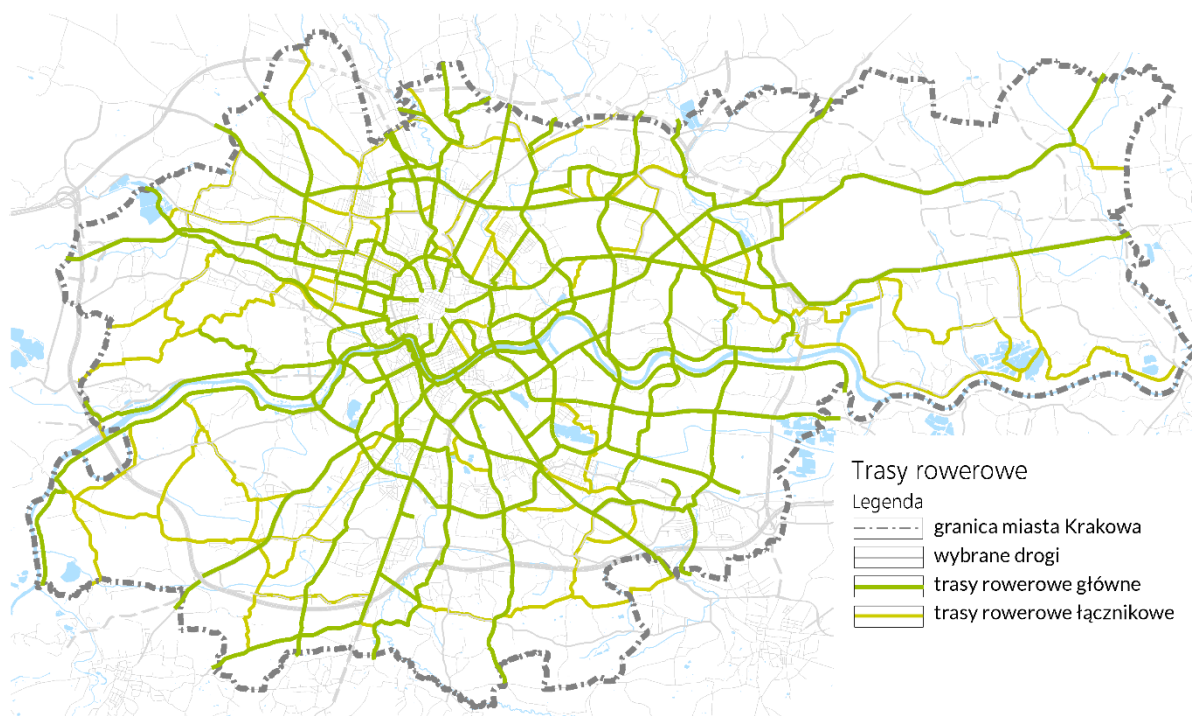 Trasy rowerowe
Legenda
granica miasta Krakowa
wybrane drogi
trasy rowerowe główne
trasy rowerowe łącznikowe